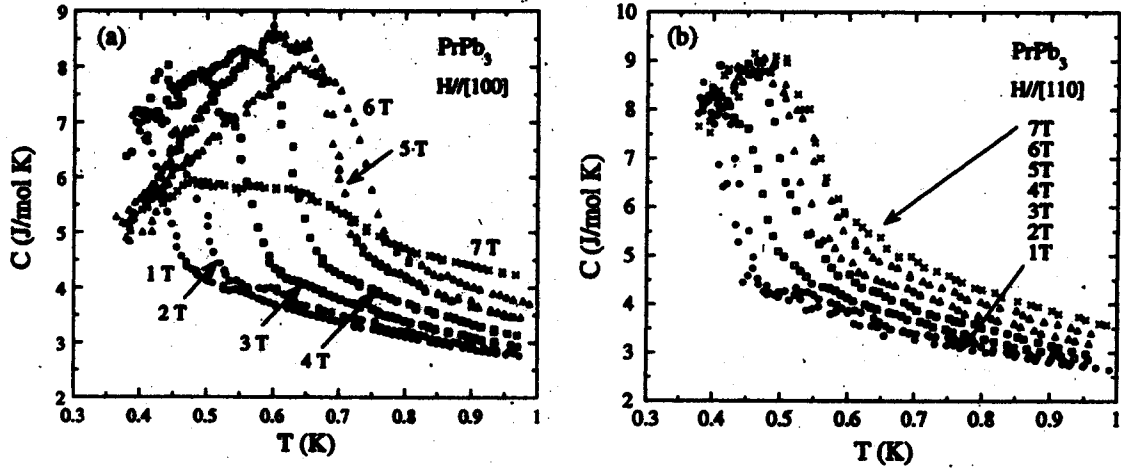 (a)
PrPb3
H//[100]
9
8
7
6
5
4
3
2
C (J/mol K)
6 T
5 T
7 T
1 T
2 T
3 T
4 T
0.3 0.4 0.5 0.6 0.7 0.8 0.9 1
T (K)
(b)
PrPb3
H//[110]
10
9
8
7
6
5
4
3
2
C (J/mol K)
7T
6T
5T
4T
3T
2T
1T
0.3 0.4 0.5 0.6 0.7 0.8 0.9 1
T (K)